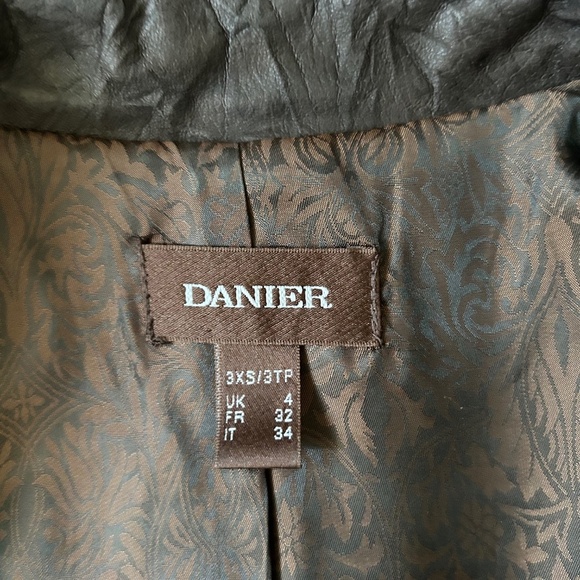 DANIER
3XS/3TP
UK 4
FR 32
IT 34